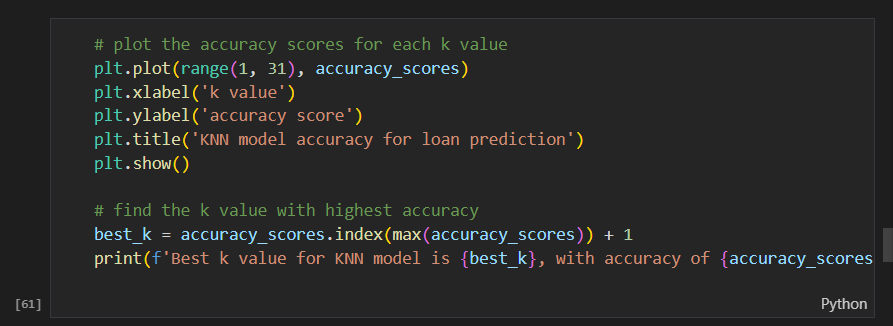 # plot the accuracy scores for each k value
plt.plot(range(1, 31), accuracy_scores)
plt.xlabel('k value')
plt.ylabel('accuracy score')
plt.title('KNN model accuracy for loan prediction')
plt.show()
# find the k value with highest accuracy
best_k = accuracy_scores.index(max(accuracy_scores)) + 1
print(f'Best k value for KNN model is {best_k}, with accuracy of {accuracy_scores
[61]
Python